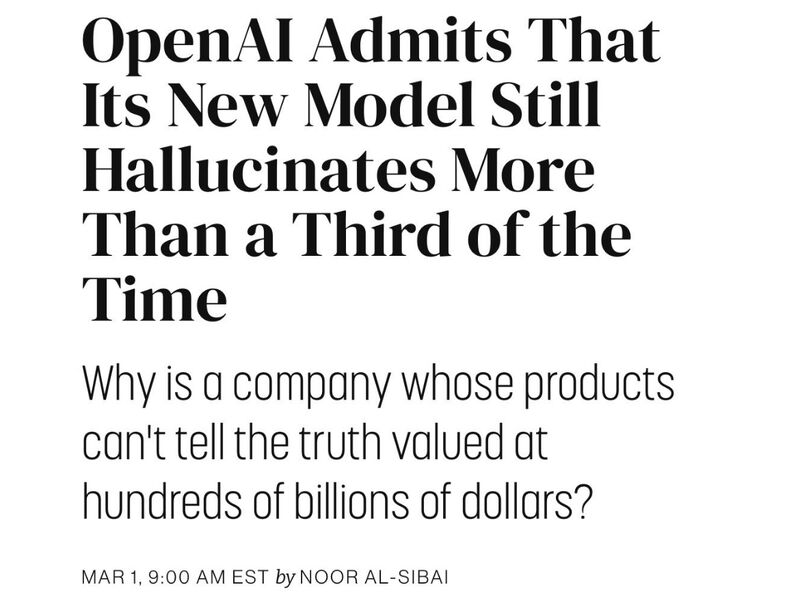 OpenAI Admits That
Its New Model Still
Hallucinates More
Than a Third of the
Time
Why is a company whose products
can't tell the truth valued at
hundreds of billions of dollars?
MAR 1, 9:00 AM EST by NOOR AL-SIBAI